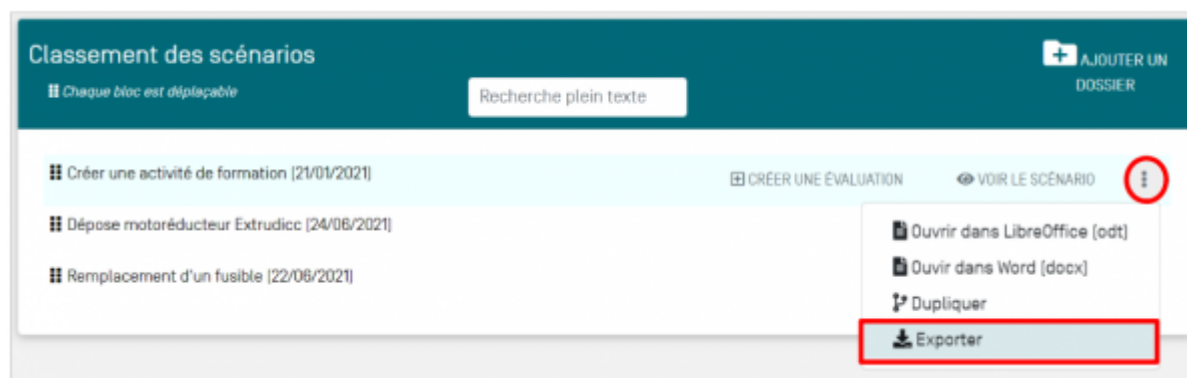 Classement des scénarios
AJOUTER UN
DOSSIER
Chaque bloc est déplaçable
Recherche plein texte
Créer une activité de formation (21/01/2021)
CRÉER UNE ÉVALUATION
VOIR LE SCÉNARIO
Dépose motoréducteur Extrudicc (24/06/2021)
Remplacement d'un fusible (22/06/2021)
Ouvrir dans LibreOffice (odt)
Ouvir dans Word (docx)
Dupliquer
Exporter